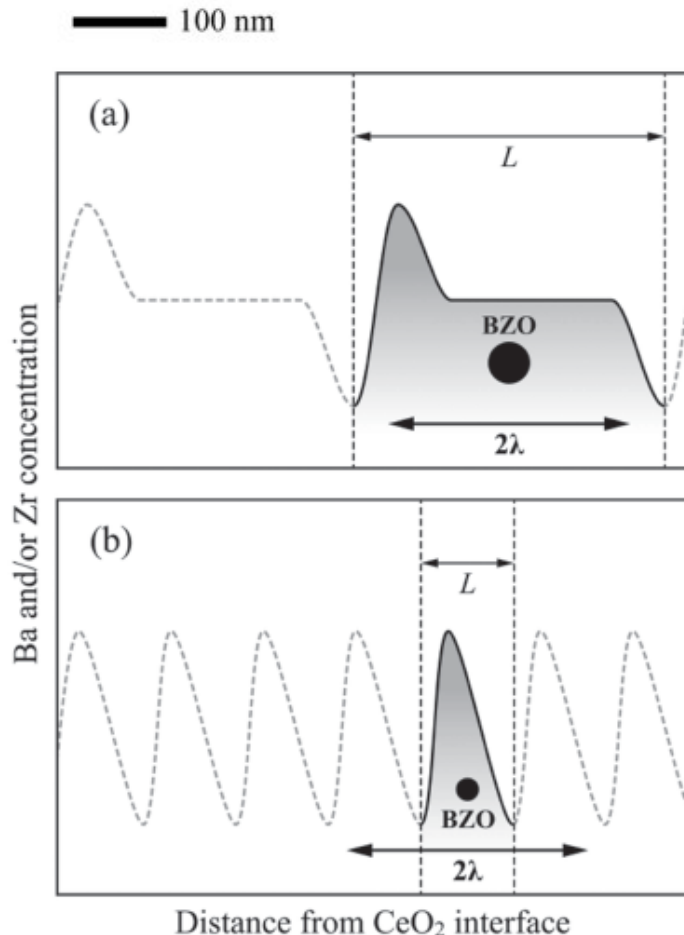 100 nm
(a)
L
BZO
2λ
(b)
L
BZO
2λ
Ba and/or Zr concentration
Distance from CeO₂ interface